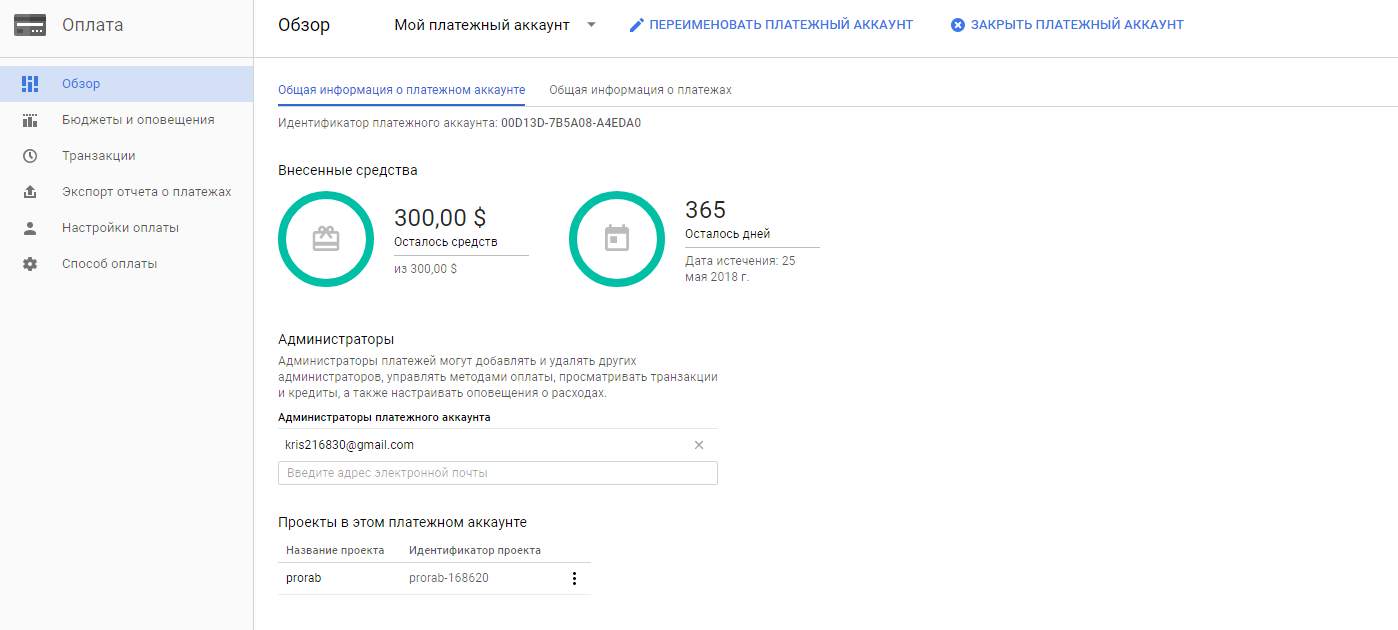 Оплата
Обзор
Мой платежный аккаунт
ПЕРЕИМЕНОВАТЬ ПЛАТЕЖНЫЙ АККАУНТ
ЗАКРЫТЬ ПЛАТЕЖНЫЙ АККАУНТ
Обзор
Бюджеты и оповещения
Транзакции
Экспорт отчета о платежах
Настройки оплаты
Способ оплаты
Общая информация о платежном аккаунте
Общая информация о платежах
Идентификатор платежного аккаунта: 00D13D-7B5A08-A4EDA0
Внесенные средства
300,00 $
Осталось средств
из 300,00 $
365
Осталось дней
Дата истечения: 25
мая 2018 г.
Администраторы
Администраторы платежей могут добавлять и удалять других
администраторов, управлять методами оплаты, просматривать транзакции
и кредиты, а также настраивать оповещения о расходах.
Администраторы платежного аккаунта
kris216830@gmail.com
Введите адрес электронной почты
Проекты в этом платежном аккаунте
Название проекта
Идентификатор проекта
prorab
prorab-168620